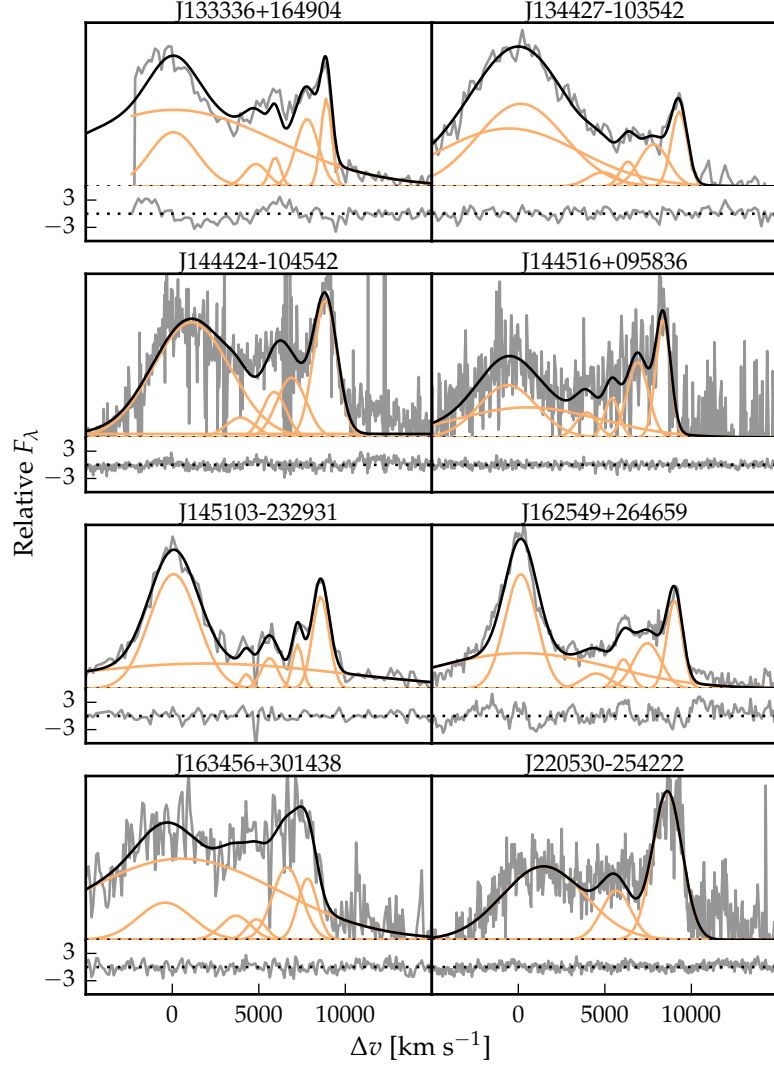 J133336+164904
J134427-103542
3
−3
J144424-104542
J144516+095836
3
−3
J145103-232931
J162549+264659
3
−3
J163456+301438
J220530-254222
3
−3
0 5000 10000 0 5000 10000
Δv [km s⁻¹]
Relative Fλ